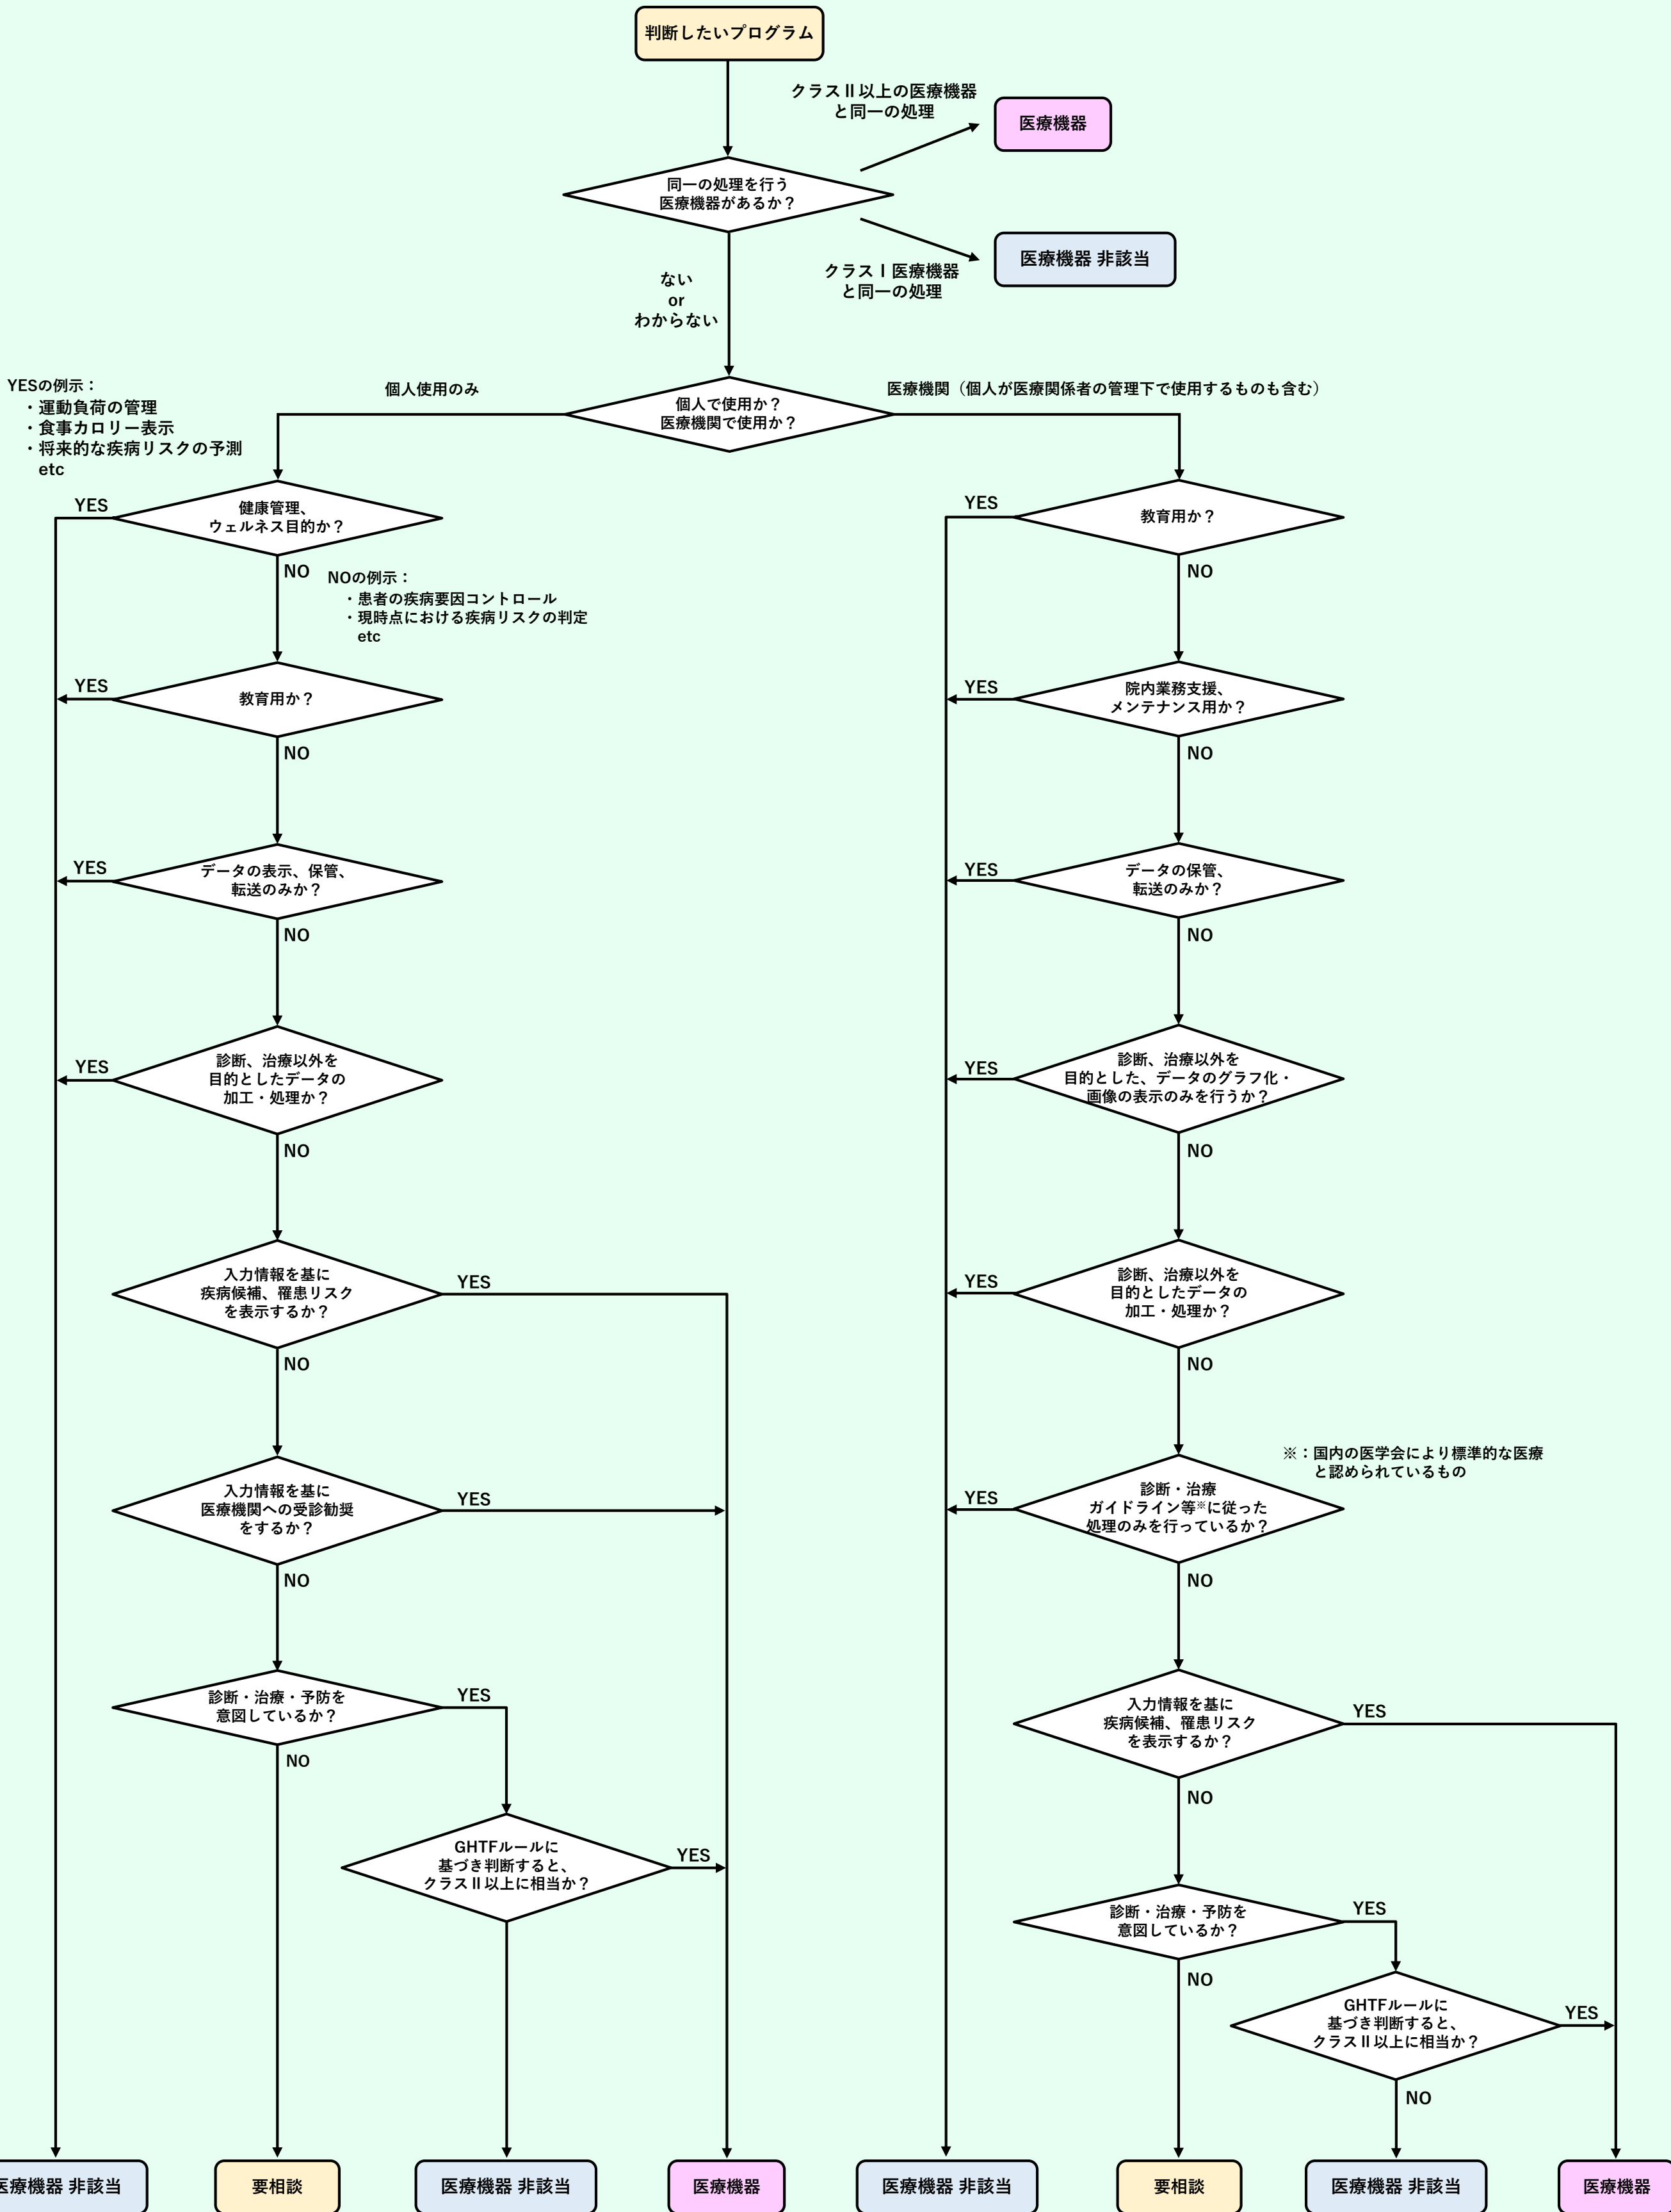 判断したいプログラム
クラスⅡ以上の医療機器
と同一の処理
医療機器
同一の処理を行う
医療機器があるか？
医療機器 非該当
クラスⅠ医療機器
と同一の処理
ない
or
わからない
個人使用のみ
医療機関（個人が医療関係者の管理下で使用するものも含む）
個人で使用か？
医療機関で使用か？
YESの例示：
・運動負荷の管理
・食事カロリー表示
・将来的な疾病リスクの予測
etc
YES
健康管理、
ウェルネス目的か？
NO
NOの例示：
・患者の疾病要因コントロール
・現時点における疾病リスクの判定
etc
YES
教育用か？
NO
YES
データの表示、保管、
転送のみか？
NO
YES
診断、治療以外を
目的としたデータの
加工・処理か？
NO
入力情報を基に
疾病候補、罹患リスク
を表示するか？
YES
NO
入力情報を基に
医療機関への受診勧奨
をするか？
YES
NO
診断・治療・予防を
意図しているか？
YES
NO
GHTFルールに
基づき判断すると、
クラスⅡ以上に相当か？
YES
YES
教育用か？
NO
YES
院内業務支援、
メンテナンス用か？
NO
YES
データの保管、
転送のみか？
NO
YES
診断、治療以外を
目的とした、データのグラフ化・
画像の表示のみを行うか？
NO
YES
診断、治療以外を
目的としたデータの
加工・処理か？
NO
※：国内の医学会により標準的な医療
と認められているもの
YES
診断・治療
ガイドライン等※に従った
処理のみを行っているか？
NO
入力情報を基に
疾病候補、罹患リスク
を表示するか？
YES
NO
診断・治療・予防を
意図しているか？
YES
NO
GHTFルールに
基づき判断すると、
クラスⅡ以上に相当か？
YES
NO
医療機器 非該当
要相談
医療機器 非該当
医療機器
医療機器 非該当
要相談
医療機器 非該当
医療機器